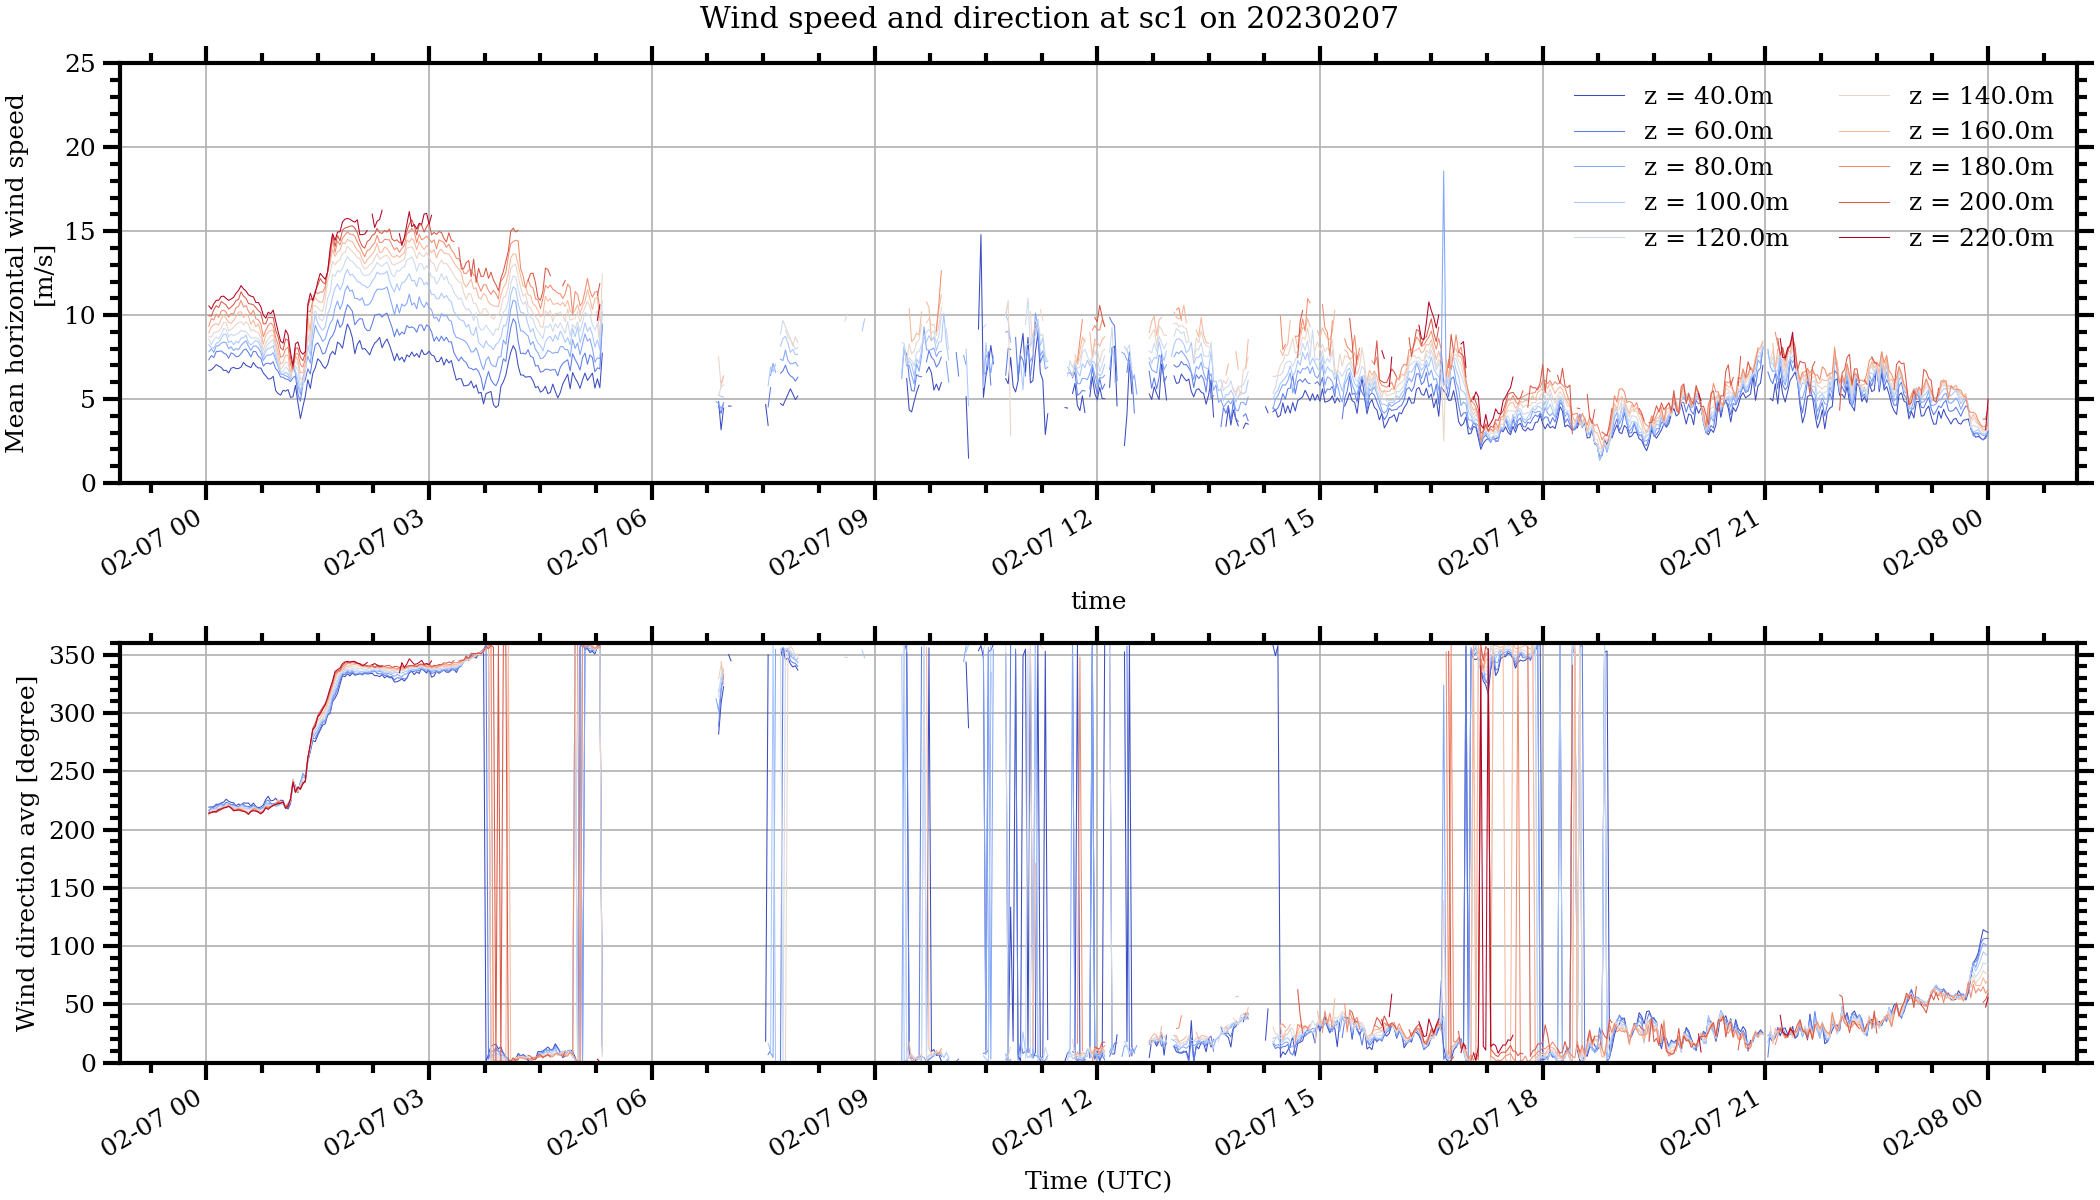 Wind speed and direction at sc1 on 20230207
Mean horizontal wind speed
[m/s]
25
20
15
10
5
0
z = 40.0m
z = 60.0m
z = 80.0m
z = 100.0m
z = 120.0m
z = 140.0m
z = 160.0m
z = 180.0m
z = 200.0m
z = 220.0m
02-07 00
02-07 03
02-07 06
02-07 09
02-07 12
02-07 15
02-07 18
02-07 21
02-08 00
time
Wind direction avg [degree]
350
300
250
200
150
100
50
0
02-07 00
02-07 03
02-07 06
02-07 09
02-07 12
02-07 15
02-07 18
02-07 21
02-08 00
Time (UTC)